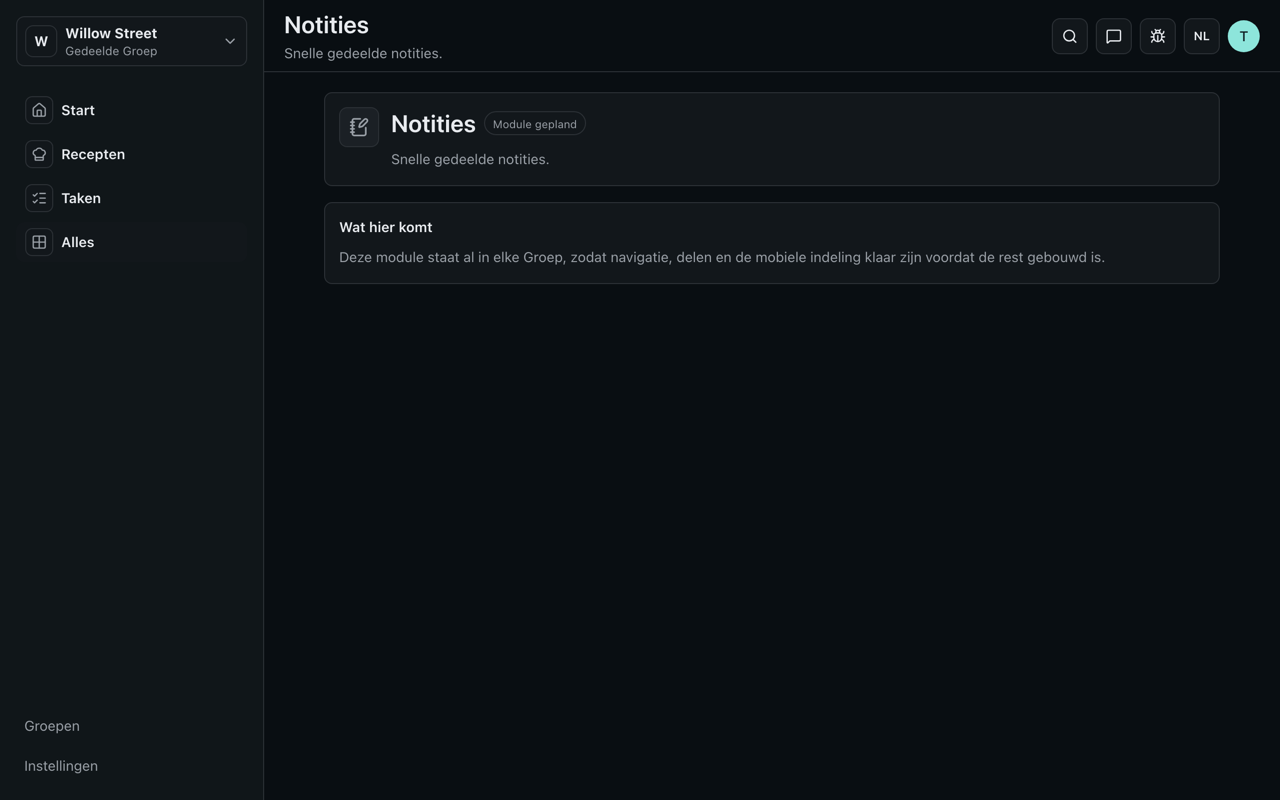 W
Willow Street
Gedeelde Groep
Start
Recepten
Taken
Alles
Groepen
Instellingen
Notities
Snelle gedeelde notities.
NL
T
Notities
Module gepland
Snelle gedeelde notities.
Wat hier komt
Deze module staat al in elke Groep, zodat navigatie, delen en de mobiele indeling klaar zijn voordat de rest gebouwd is.